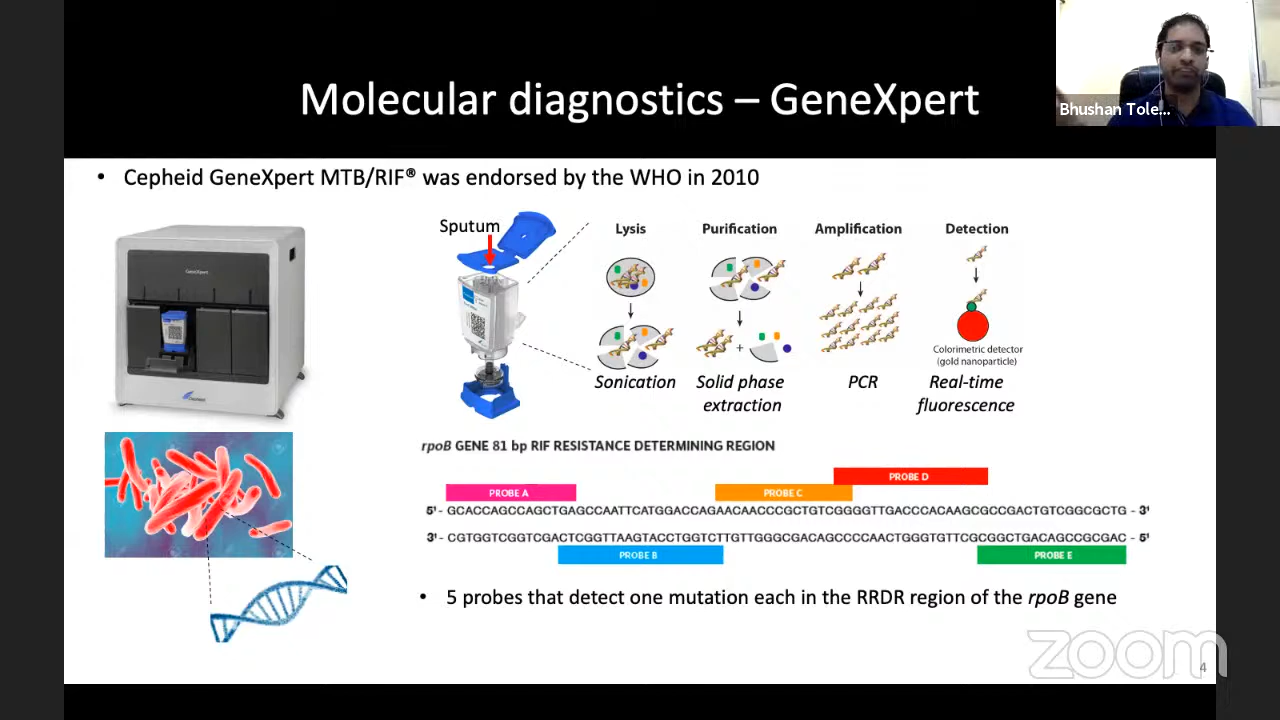 Molecular diagnostics – GeneXpert
Bhushan Tole...
• Cepheid GeneXpert MTB/RIF® was endorsed by the WHO in 2010
GeneXpert
Sputum
Lysis
Purification
Amplification
Detection
+
Colorimetric detector
(gold nanoparticle)
Sonication
Solid phase
extraction
PCR
Real-time
fluorescence
rpoB GENE 81 bp RIF RESISTANCE DETERMINING REGION
PROBE D
PROBE A
PROBE C
5' - GCACCAGCCAGCTGAGCCAATTCATGGACCAGAACAACCCGCTGTCGGGGTTGACCCACAAGCGCCGACTGTCGGCGCTG - 3'
3' - CGTGGTCGGTCGACTCGGTTAAGTACCTGGTCTTGTTGGGCGACAGCCCCAACTGGGTGTTCGCGGCTGACAGCCGCGAC - 5'
PROBE B
PROBE E
• 5 probes that detect one mutation each in the RRDR region of the rpoB gene
zoom
4